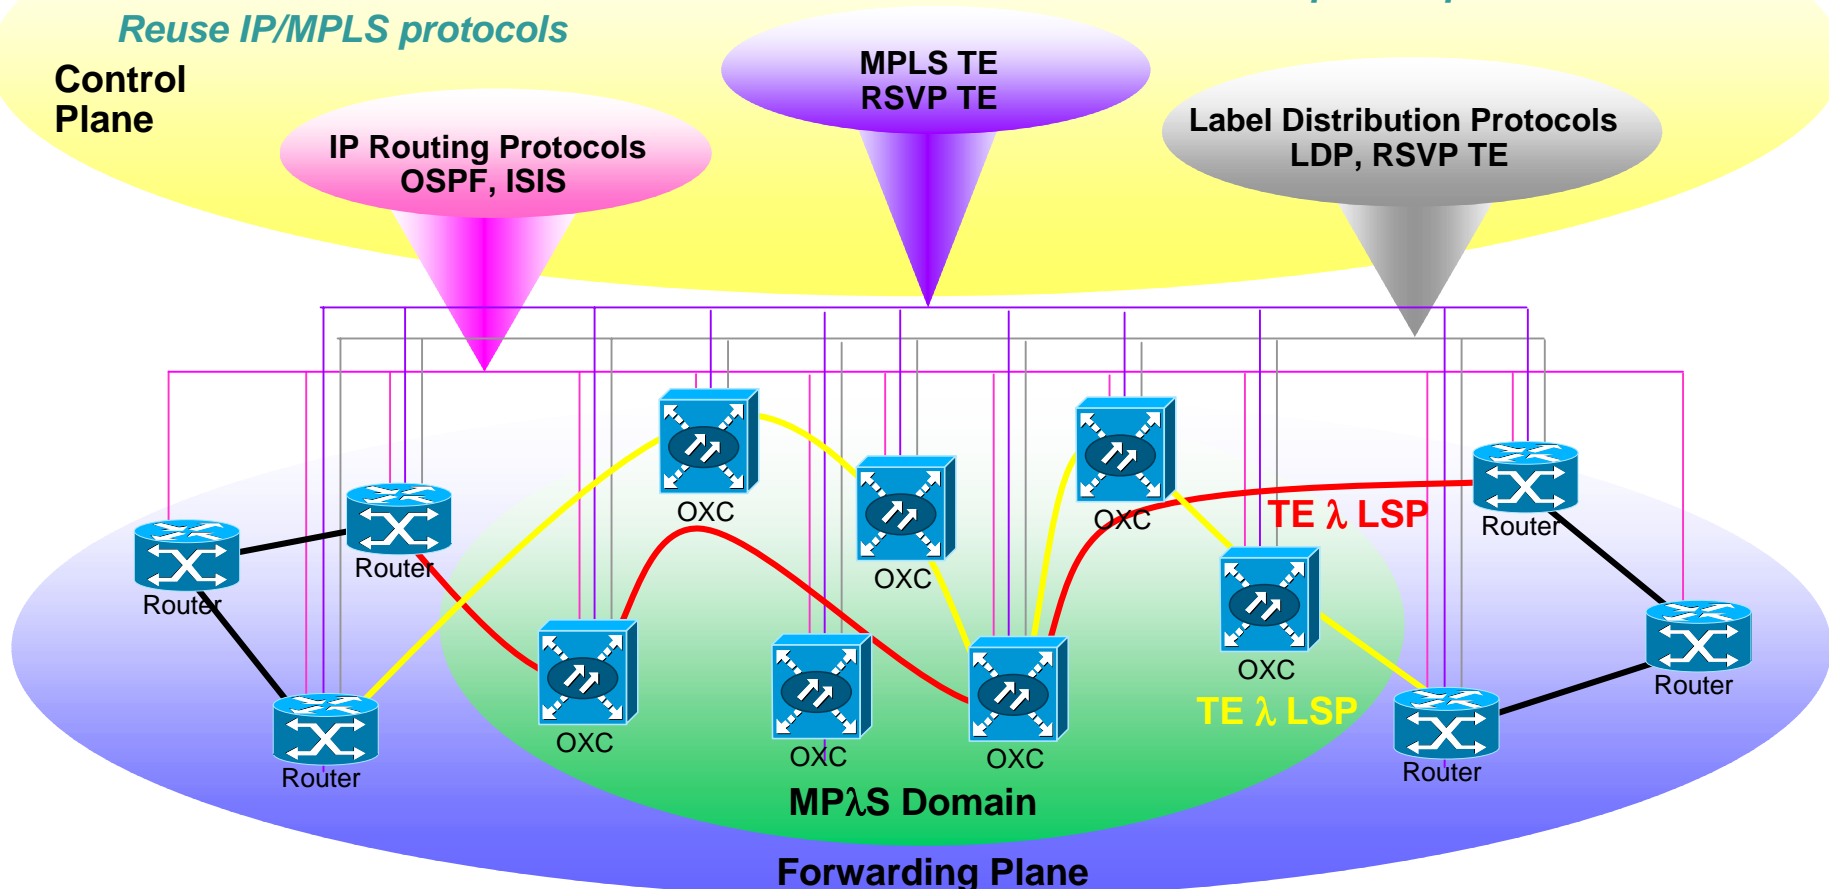 Reuse IP/MPLS protocols
Control
Plane
MPLS TE
RSVP TE
IP Routing Protocols
OSPF, ISIS
Label Distribution Protocols
LDP, RSVP TE
OXC
OXC
OXC
TE λ LSP
Router
Router
Router
OXC
OXC
OXC
OXC
TE λ LSP
Router
Router
Router
MPλS Domain
Forwarding Plane